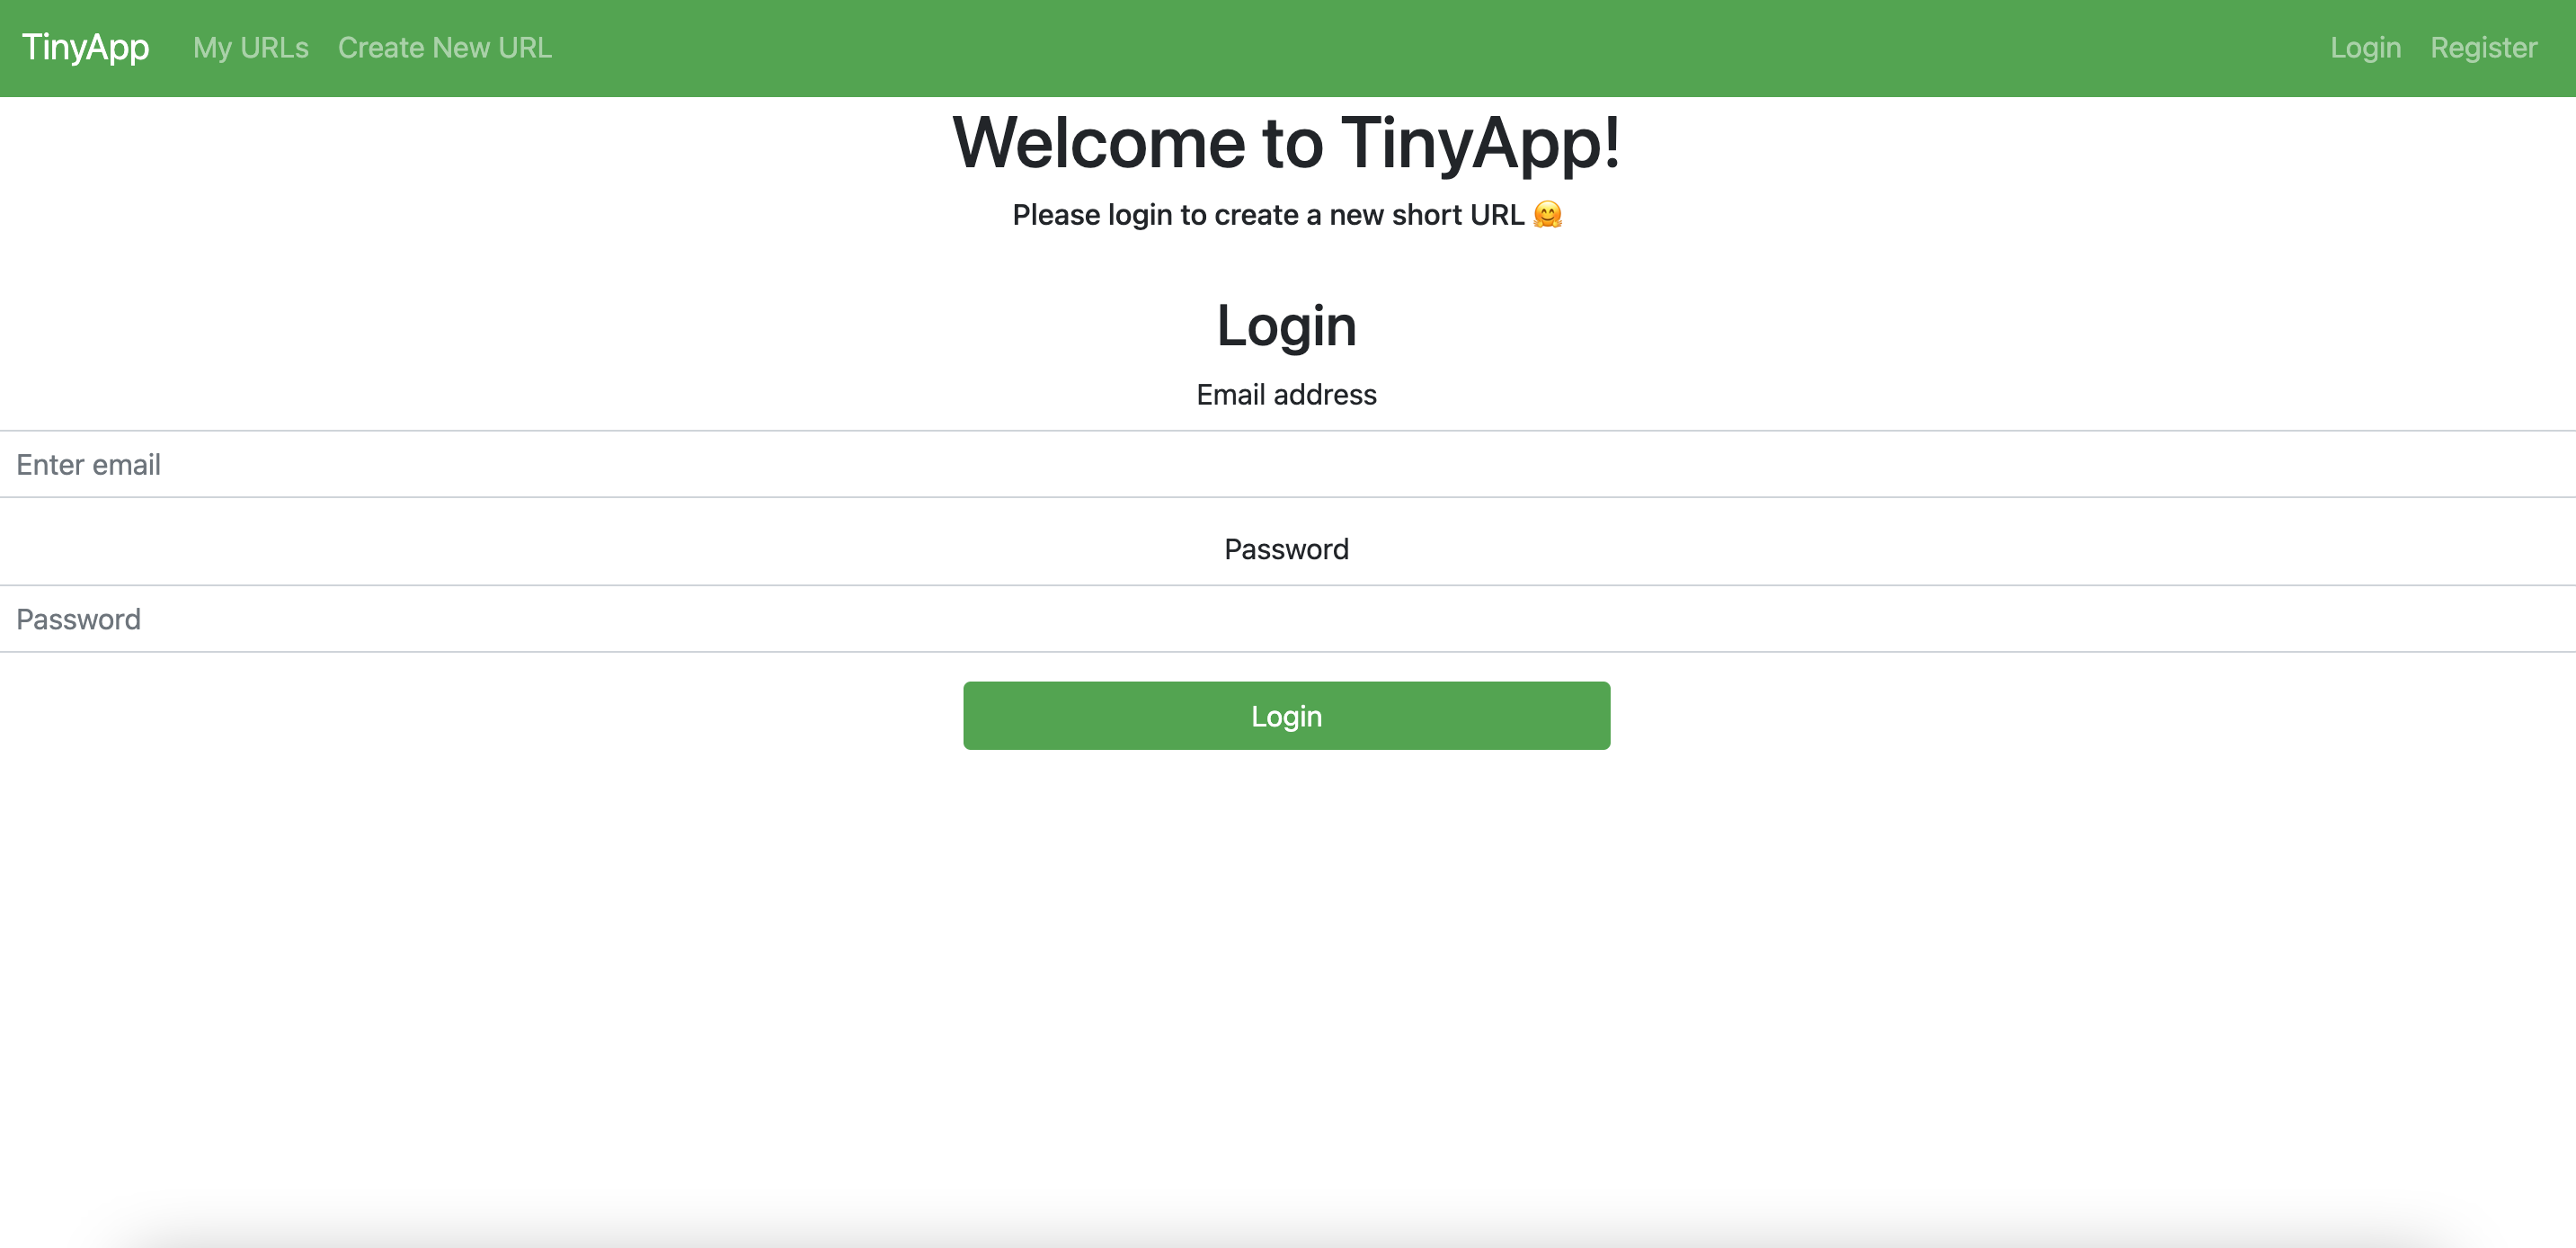 TinyApp My URLs Create New URL Login Register
Welcome to TinyApp!
Please login to create a new short URL 🤗
Login
Email address
Enter email
Password
Password
Login